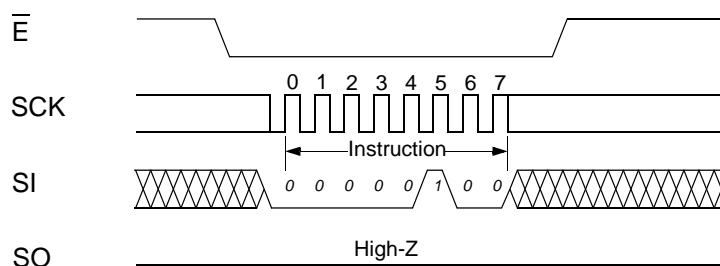 E̅
SCK 0 1 2 3 4 5 6 7
Instruction
SI 0 0 0 0 0 1 0 0
High-Z
SO